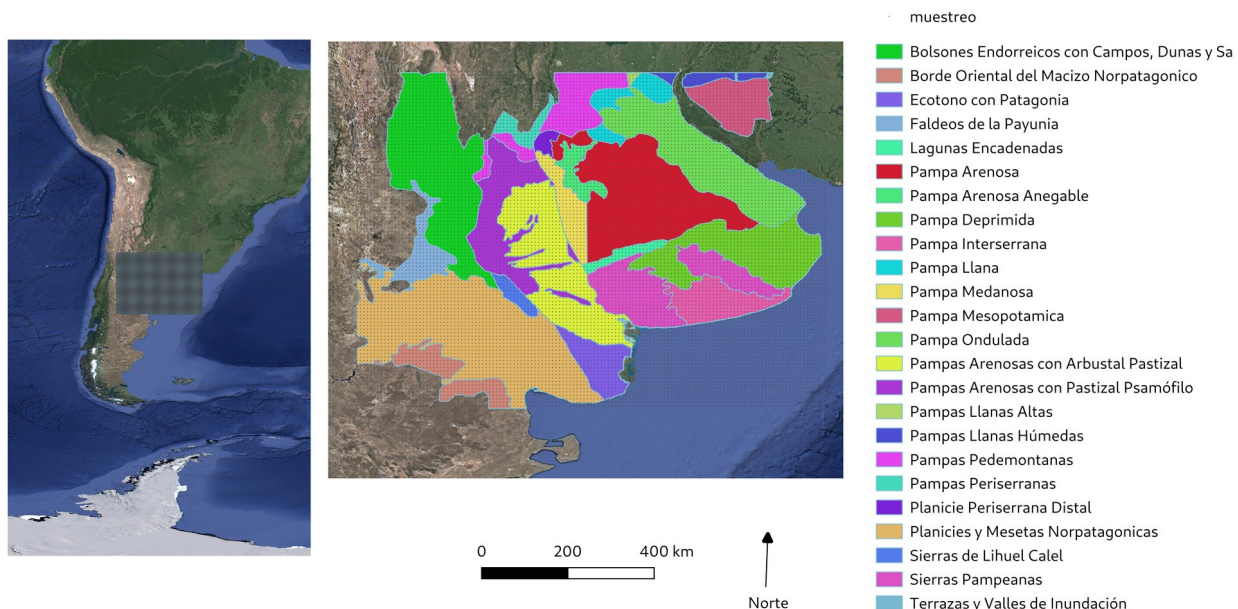 muestreo
Bolsones Endorreicos con Campos, Dunas y Sa
Borde Oriental del Macizo Norpatagonico
Ecotono con Patagonia
Faldeos de la Payunia
Lagunas Encadenadas
Pampa Arenosa
Pampa Arenosa Anegable
Pampa Deprimida
Pampa Interserrana
Pampa Llana
Pampa Medanosa
Pampa Mesopotamica
Pampa Ondulada
Pampas Arenosas con Arbustal Pastizal
Pampas Arenosas con Pastizal Psamófilo
Pampas Llanas Altas
Pampas Llanas Húmedas
Pampas Pedemontanas
Pampas Periserranas
Planicie Periserrana Distal
Planicies y Mesetas Norpatagonicas
Sierras de Lihuel Calel
Sierras Pampeanas
Terrazas y Valles de Inundación
0 200 400 km
Norte